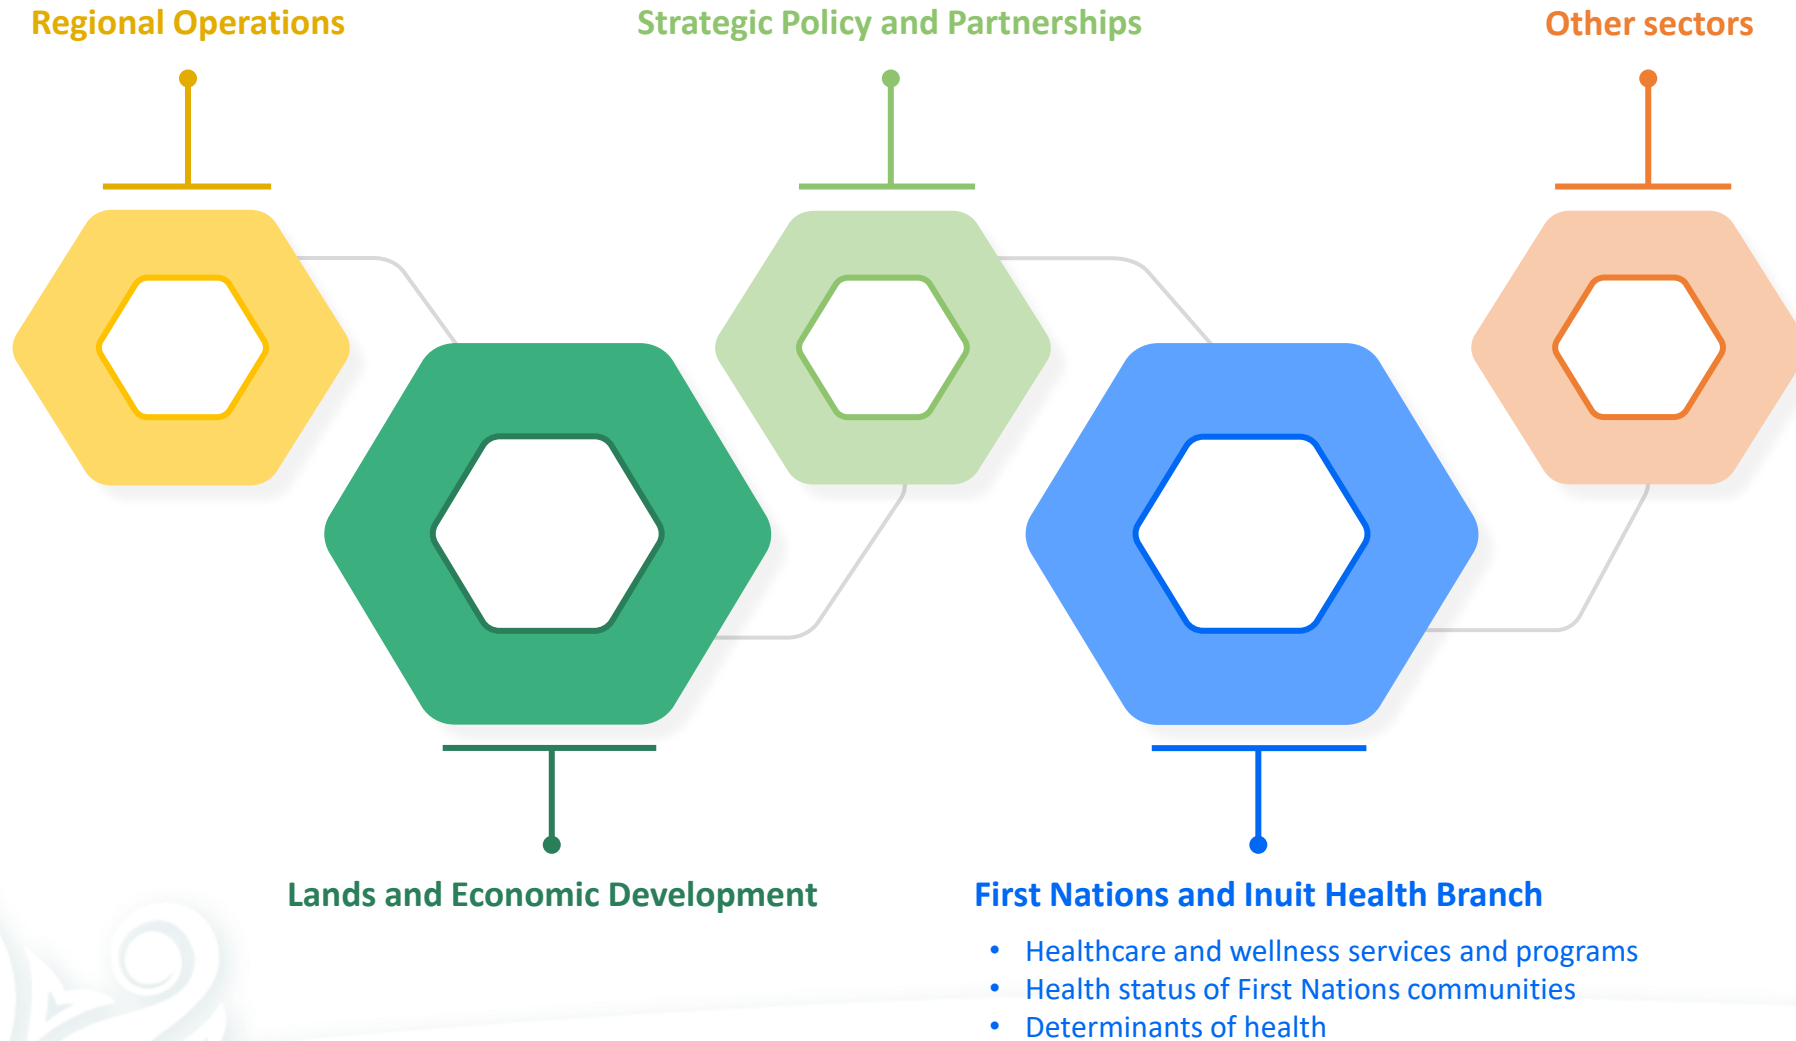 Regional Operations
Strategic Policy and Partnerships
Other sectors
Lands and Economic Development
First Nations and Inuit Health Branch
• Healthcare and wellness services and programs
• Health status of First Nations communities
• Determinants of health